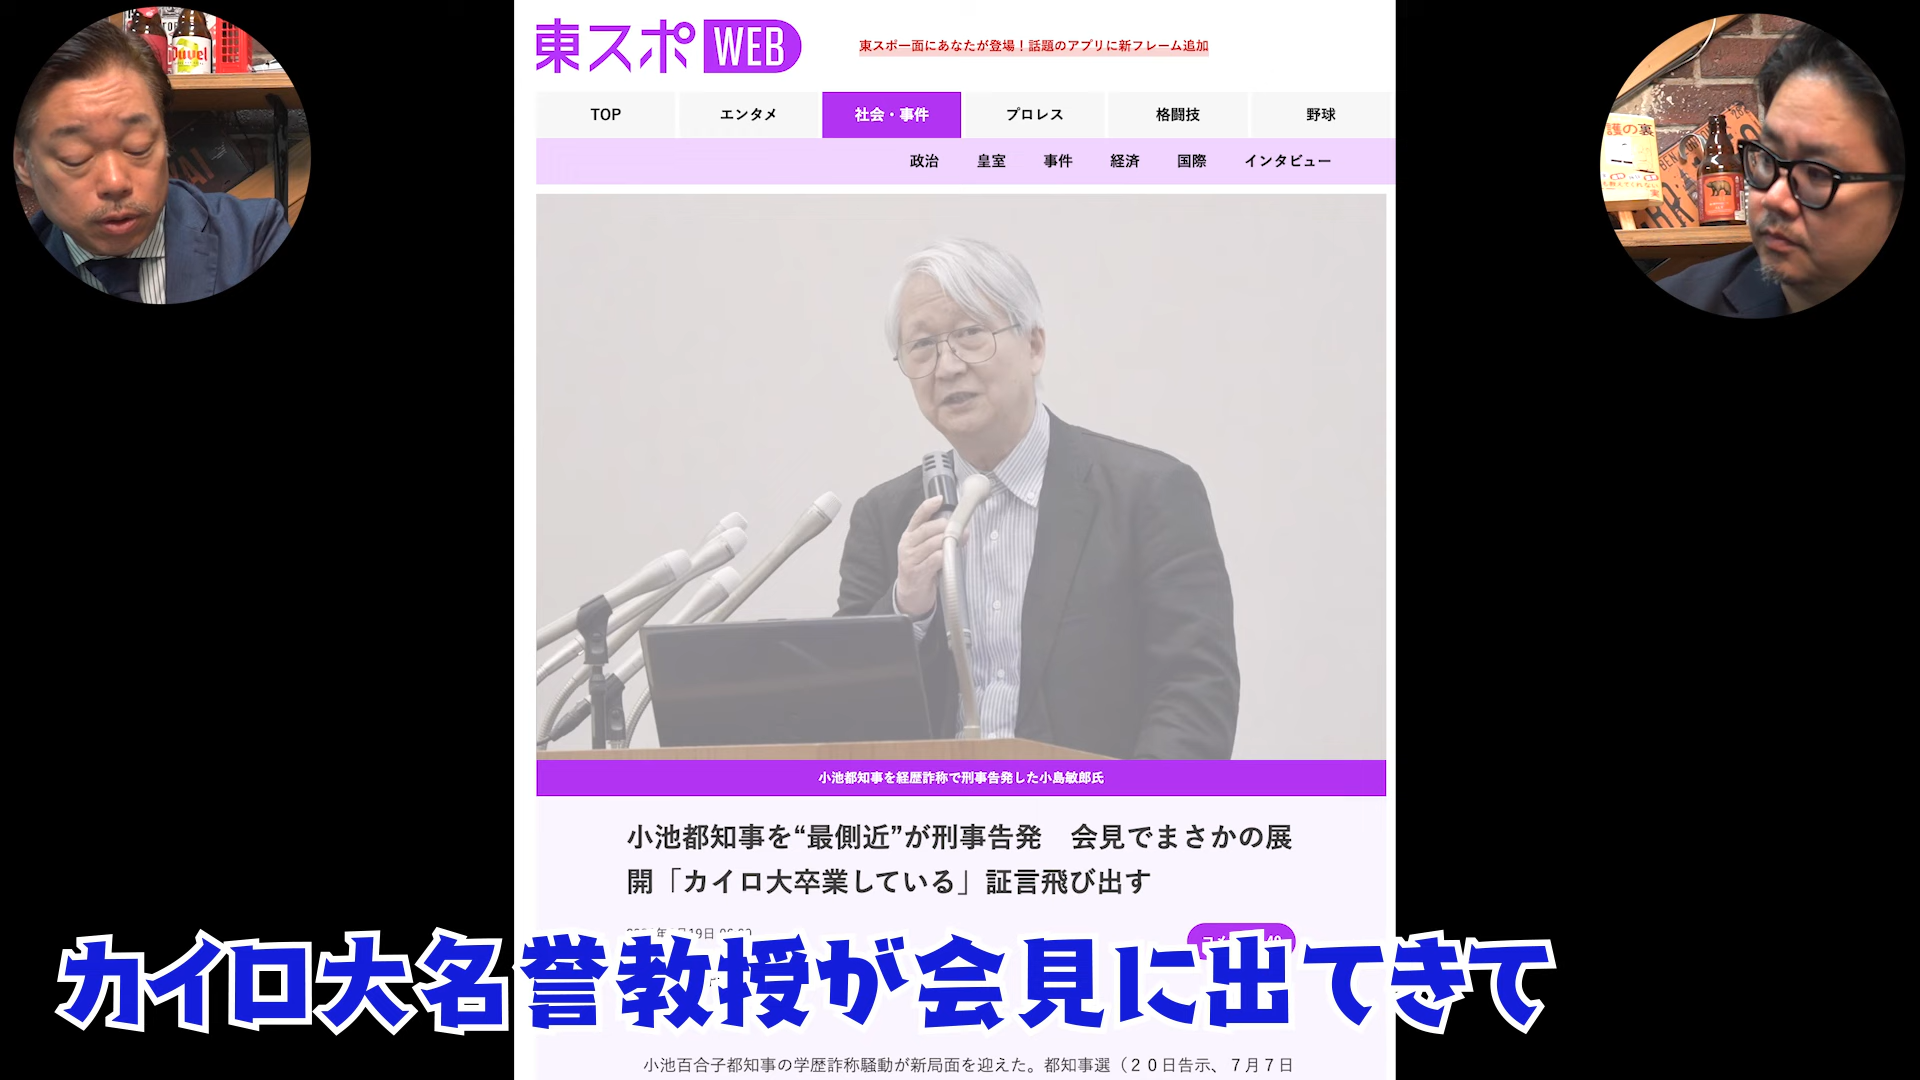 東スポWEB
東スポ一面にあなたが登場！話題のアプリに新フレーム追加
TOP エンタメ 社会・事件 プロレス 格闘技 野球
政治 皇室 事件 経済 国際 インタビュー
Duvel
護の裏
小池都知事を経歴詐称で刑事告発した小島敏郎氏
小池都知事を“最側近”が刑事告発　会見でまさかの展
開「カイロ大卒業している」証言飛び出す
カイロ大名誉教授が会見に出てきて
小池百合子都知事の学歴詐称騒動が新局面を迎えた。都知事選（２０日告示、７月７日